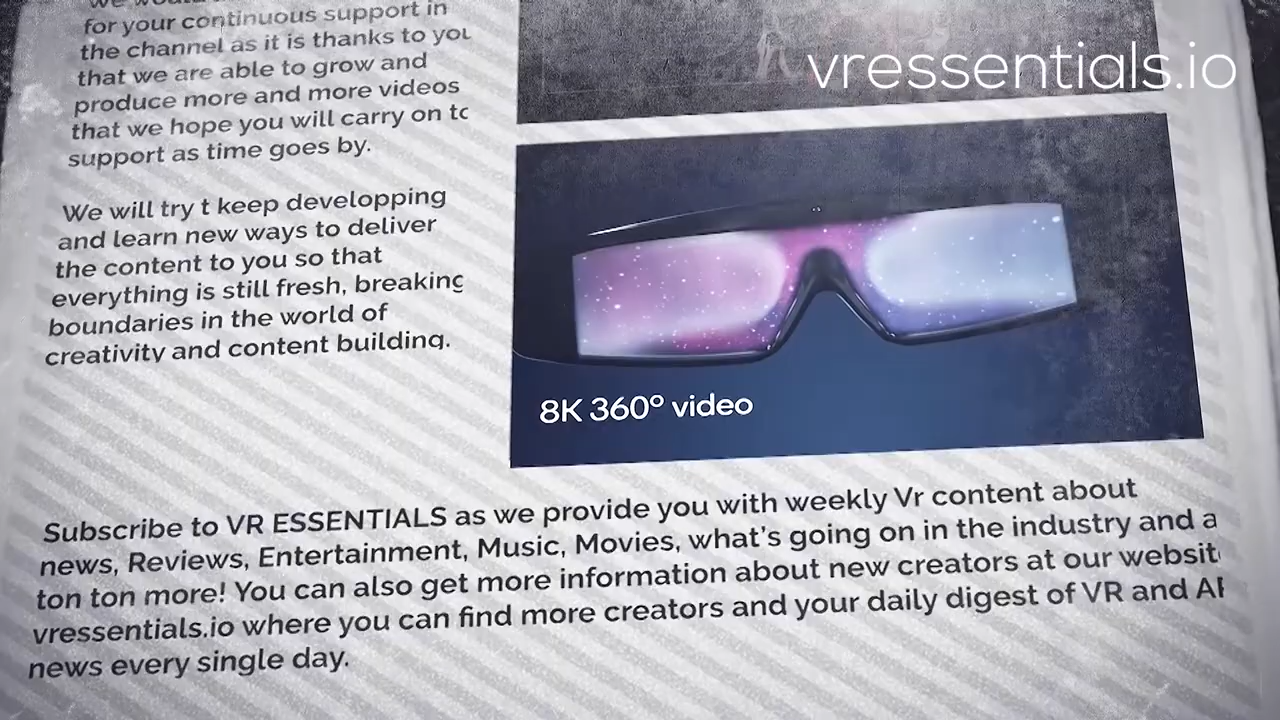 for your continuous support in
the channel as it is thanks to you
that we are able to grow and
produce more and more videos
that we hope you will carry on to
support as time goes by.
We will try t keep developping
and learn new ways to deliver
the content to you so that
everything is still fresh, breaking
boundaries in the world of
creativity and content building.
vressentials.io
8K 360º video
Subscribe to VR ESSENTIALS as we provide you with weekly Vr content about
news, Reviews, Entertainment, Music, Movies, what's going on in the industry and a
ton ton more! You can also get more information about new creators at our websit
vressentials.io where you can find more creators and your daily digest of VR and
news every single day.